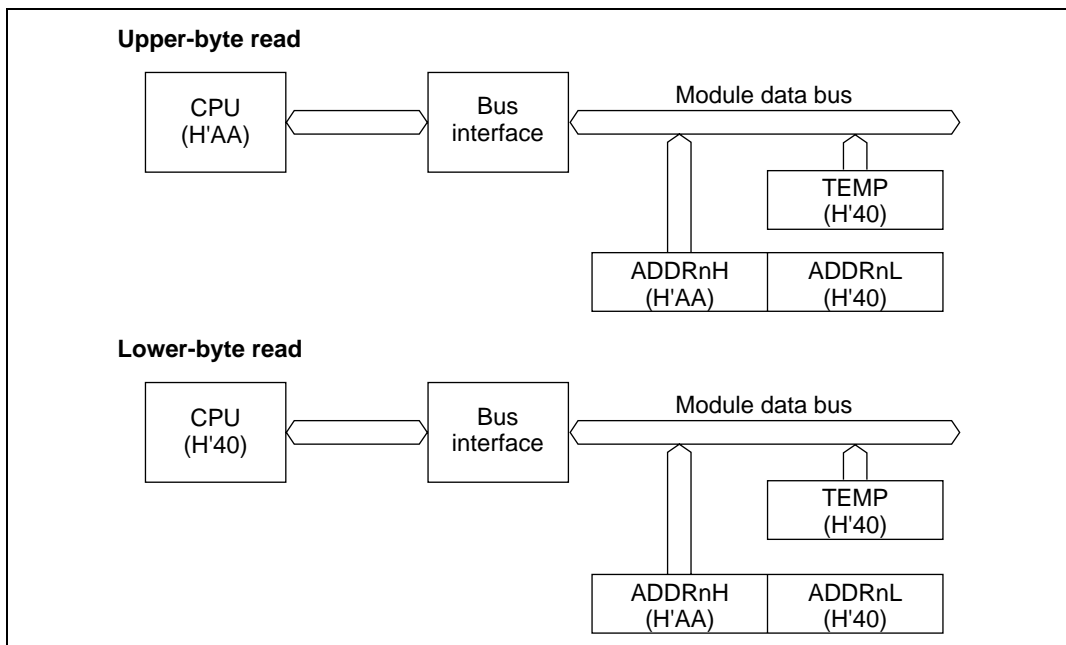 Upper-byte read
CPU
(H'AA)
Bus
interface
Module data bus
TEMP
(H'40)
ADDRnH
(H'AA)
ADDRnL
(H'40)
Lower-byte read
CPU
(H'40)
Bus
interface
Module data bus
TEMP
(H'40)
ADDRnH
(H'AA)
ADDRnL
(H'40)